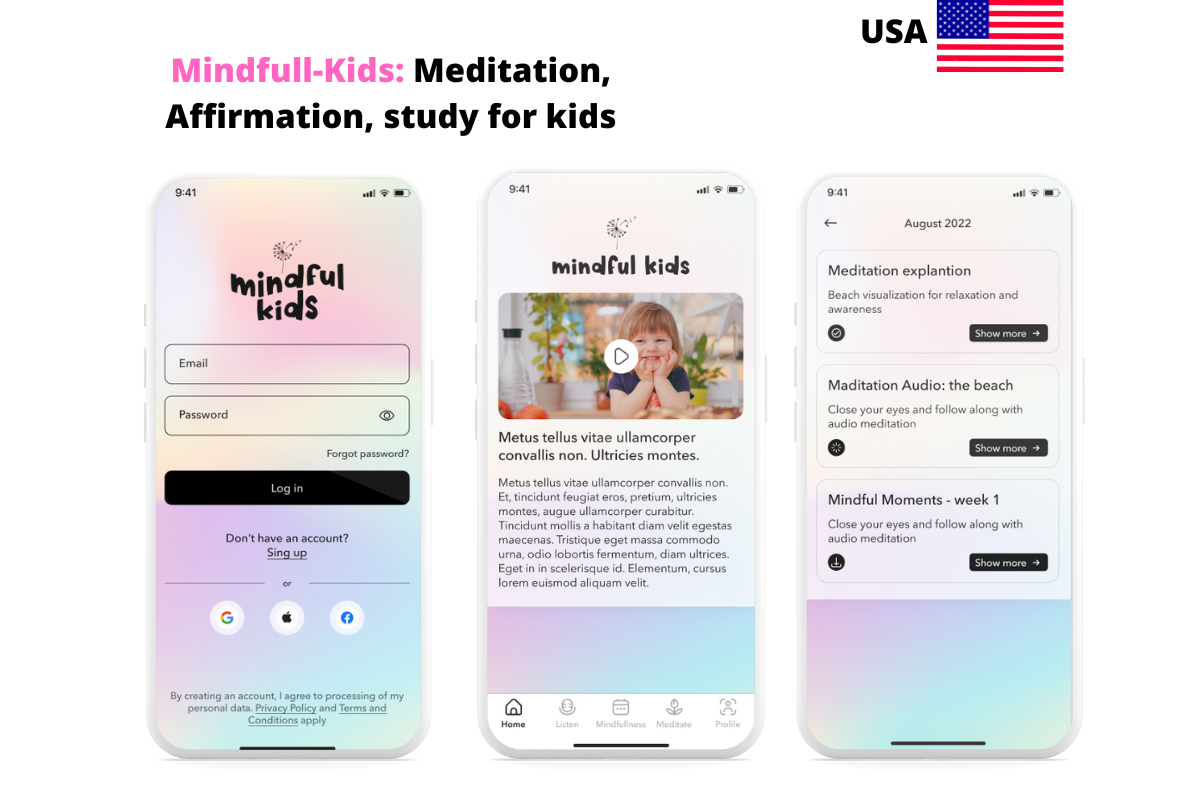 USA
Mindfull-Kids: Meditation,
Affirmation, study for kids
9:41
mindful
kids
Email
Password
Forgot password?
Log in
Don't have an account?
Sing up
or
By creating an account, I agree to processing of my
personal data. Privacy Policy and Terms and
Conditions apply
9:41
mindful kids
Metus tellus vitae ullamcorper
convallis non. Ultricies montes.
Metus tellus vitae ullamcorper convallis non.
Et, tincidunt feugiat eros, pretium, ultricies
montes, augue ullamcorper curabitur.
Tincidunt mollis a habitant diam velit egestas
maecenas. Tristique eget massa commodo
urna, odio lobortis fermentum, diam ultrices.
Eget in in scelerisque id. Elementum, cursus
lorem euismod aliquam velit.
Home Listen Mindfullness Meditate Profile
9:41
August 2022
Meditation explantion
Beach visualization for relaxation and
awareness
Show more
Maditation Audio: the beach
Close your eyes and follow along with
audio meditation
Show more
Mindful Moments - week 1
Close your eyes and follow along with
audio meditation
Show more